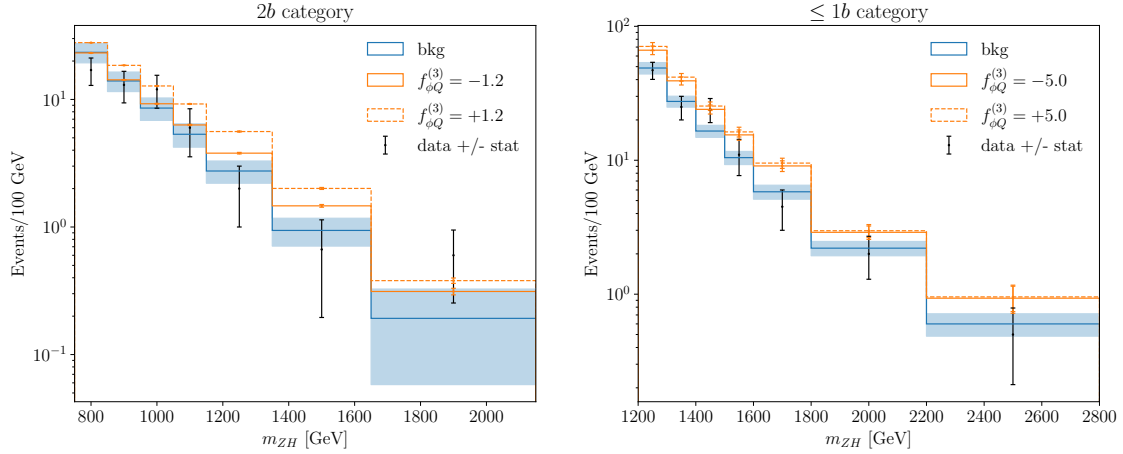 2b category
Events/100 GeV
10^1
10^0
10^{-1}
bkg
f_{ϕQ}^{(3)} = −1.2
f_{ϕQ}^{(3)} = +1.2
data +/- stat
800 1000 1200 1400 1600 1800 2000
m_{ZH} [GeV]
≤ 1b category
Events/100 GeV
10^2
10^1
10^0
bkg
f_{ϕQ}^{(3)} = −5.0
f_{ϕQ}^{(3)} = +5.0
data +/- stat
1200 1400 1600 1800 2000 2200 2400 2600 2800
m_{ZH} [GeV]